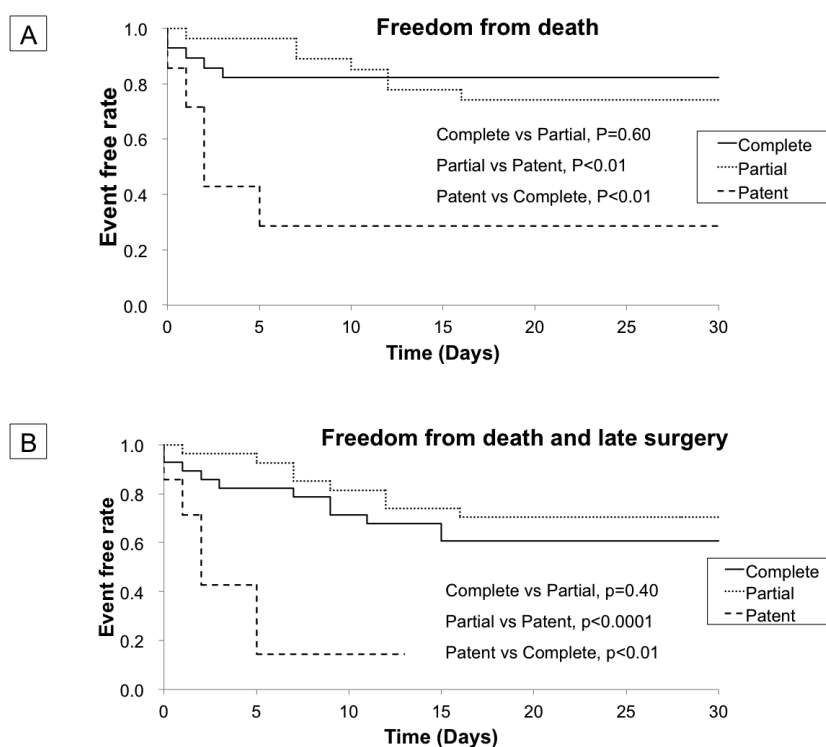 A
Freedom from death
Event free rate
1.0
0.8
0.6
0.4
0.2
0.0
Complete vs Partial, P=0.60
Partial vs Patent, P<0.01
Patent vs Complete, P<0.01
Complete
Partial
Patent
0 5 10 15 20 25 30
Time (Days)
B
Freedom from death and late surgery
Event free rate
1.0
0.8
0.6
0.4
0.2
0.0
Complete vs Partial, p=0.40
Partial vs Patent, p<0.0001
Patent vs Complete, p<0.01
Complete
Partial
Patent
0 5 10 15 20 25 30
Time (Days)